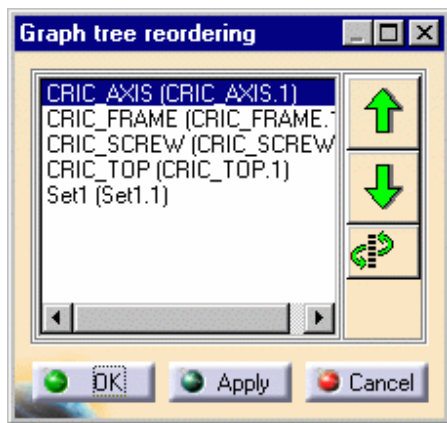 Graph tree reordering
CRIC_AXIS (CRIC_AXIS.1)
CRIC_FRAME (CRIC_FRAME.
CRIC_SCREW (CRIC_SCREW
CRIC_TOP (CRIC_TOP.1)
Set1 (Set1.1)
OK Apply Cancel